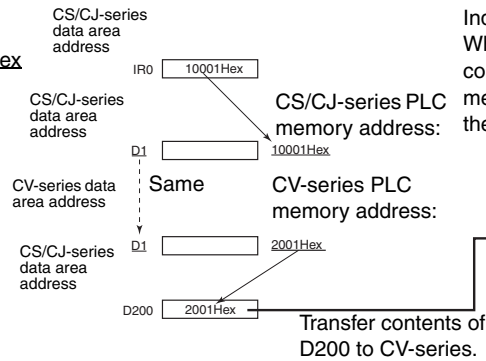 CS/CJ-series
data area
address
ex
IR0
10001Hex
Ind
Wh
co
me
the
CS/CJ-series
data area
address
CS/CJ-series PLC
memory address:
D1
10001Hex
Same
CV-series data
area address
CV-series PLC
memory address:
CS/CJ-series
data area
address
D1
2001Hex
D200
2001Hex
Transfer contents of
D200 to CV-series.